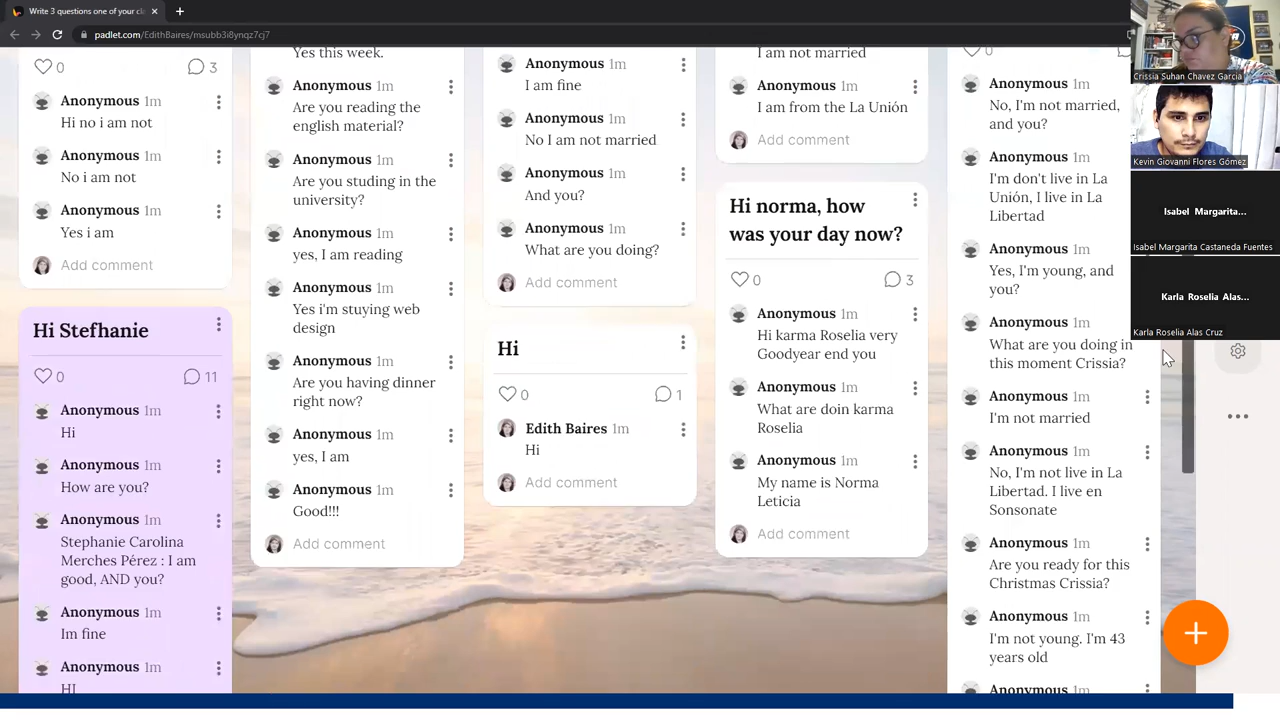 Write 3 questions one of your cl
padlet.com/EdithBaires/msubb3i8ynqz7cj7
0
3
Anonymous 1m
Hi no i am not
Anonymous 1m
No i am not
Anonymous 1m
Yes i am
Add comment
Hi Stefhanie
0
11
Anonymous 1m
Hi
Anonymous 1m
How are you?
Anonymous 1m
Stephanie Carolina
Merches Pérez : I am
good, AND you?
Anonymous 1m
Im fine
Anonymous 1m
HI
Yes this week.
Anonymous 1m
Are you reading the
english material?
Anonymous 1m
Are you studing in the
university?
Anonymous 1m
yes, I am reading
Anonymous 1m
Yes i'm stuying web
design
Anonymous 1m
Are you having dinner
right now?
Anonymous 1m
yes, I am
Anonymous 1m
Good!!!
Add comment
Anonymous 1m
I am fine
Anonymous 1m
No I am not married
Anonymous 1m
And you?
Anonymous 1m
What are you doing?
Add comment
Hi
0
1
Edith Baires 1m
Hi
Add comment
I am not married
Anonymous 1m
I am from the La Unión
Add comment
Hi norma, how
was your day now?
0
3
Anonymous 1m
Hi karma Roselia very
Goodyear end you
Anonymous 1m
What are doin karma
Roselia
Anonymous 1m
My name is Norma
Leticia
Add comment
0
Anonymous 1m
No, I'm not married,
and you?
Anonymous 1m
I'm don't live in La
Unión, I live in La
Libertad
Anonymous 1m
Yes, I'm young, and
you?
Anonymous 1m
What are you doing in
this moment Crissia?
Anonymous 1m
I'm not married
Anonymous 1m
No, I'm not live in La
Libertad. I live en
Sonsonate
Anonymous 1m
Are you ready for this
Christmas Crissia?
Anonymous 1m
I'm not young. I'm 43
years old
Anonymous 1m
Crissia Suhan Chavez Garcia
Kevin Giovanni Flores Gómez
Isabel Margarita...
Isabel Margarita Castaneda Fuentes
Karla Roselia Alas...
Karla Roselia Alas Cruz